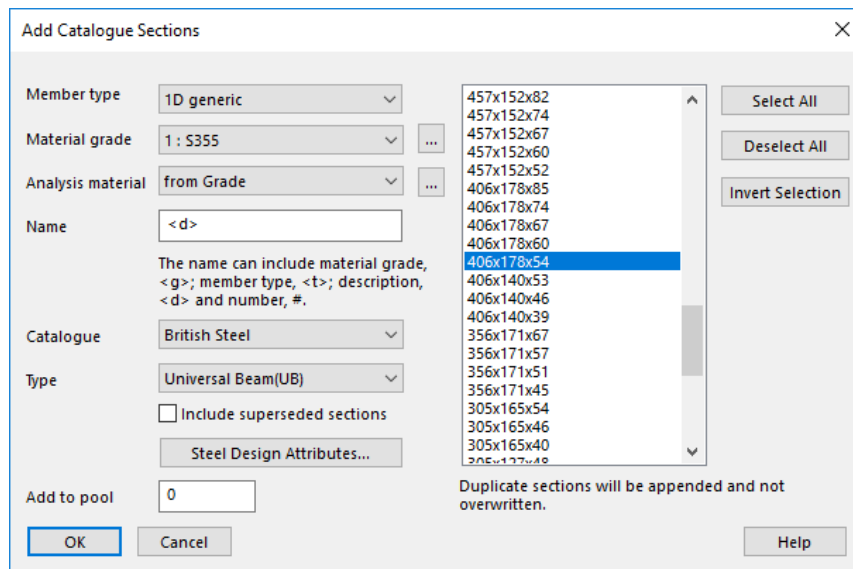 Add Catalogue Sections
Member type
1D generic
Material grade
1 : S355
...
Analysis material
from Grade
...
Name
<d>
The name can include material grade,
<g>; member type, <t>; description,
<d> and number, #.
Catalogue
British Steel
Type
Universal Beam(UB)
Include superseded sections
Steel Design Attributes...
Add to pool
0
OK
Cancel
457x152x82
457x152x74
457x152x67
457x152x60
457x152x52
406x178x85
406x178x74
406x178x67
406x178x60
406x178x54
406x140x53
406x140x46
406x140x39
356x171x67
356x171x57
356x171x51
356x171x45
305x165x54
305x165x46
305x165x40
305x127x48
Duplicate sections will be appended and not
overwritten.
Select All
Deselect All
Invert Selection
Help